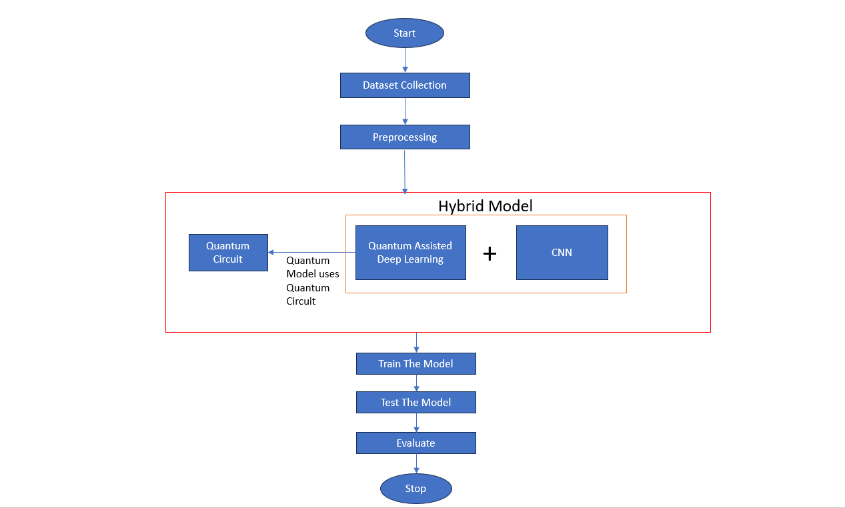 Start
Dataset Collection
Preprocessing
Hybrid Model
Quantum
Circuit
Quantum
Model uses
Quantum
Circuit
Quantum Assisted
Deep Learning
+
CNN
Train The Model
Test The Model
Evaluate
Stop